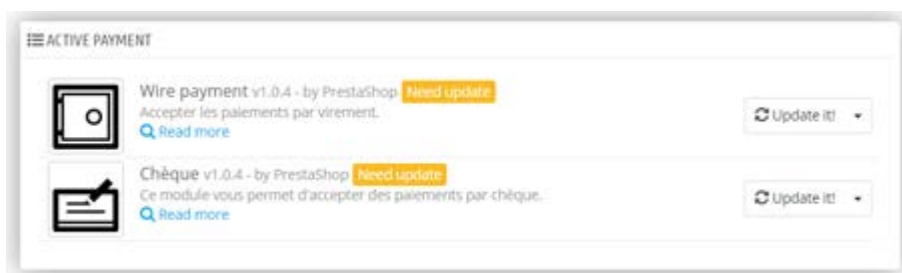 ACTIVE PAYMENT
Wire payment v1.0.4 - by PrestaShop Need update
Accepter les paiements par virement.
Read more
Update it!
Chèque v1.0.4 - by PrestaShop Need update
Ce module vous permet d'accepter des paiements par chèque.
Read more
Update it!